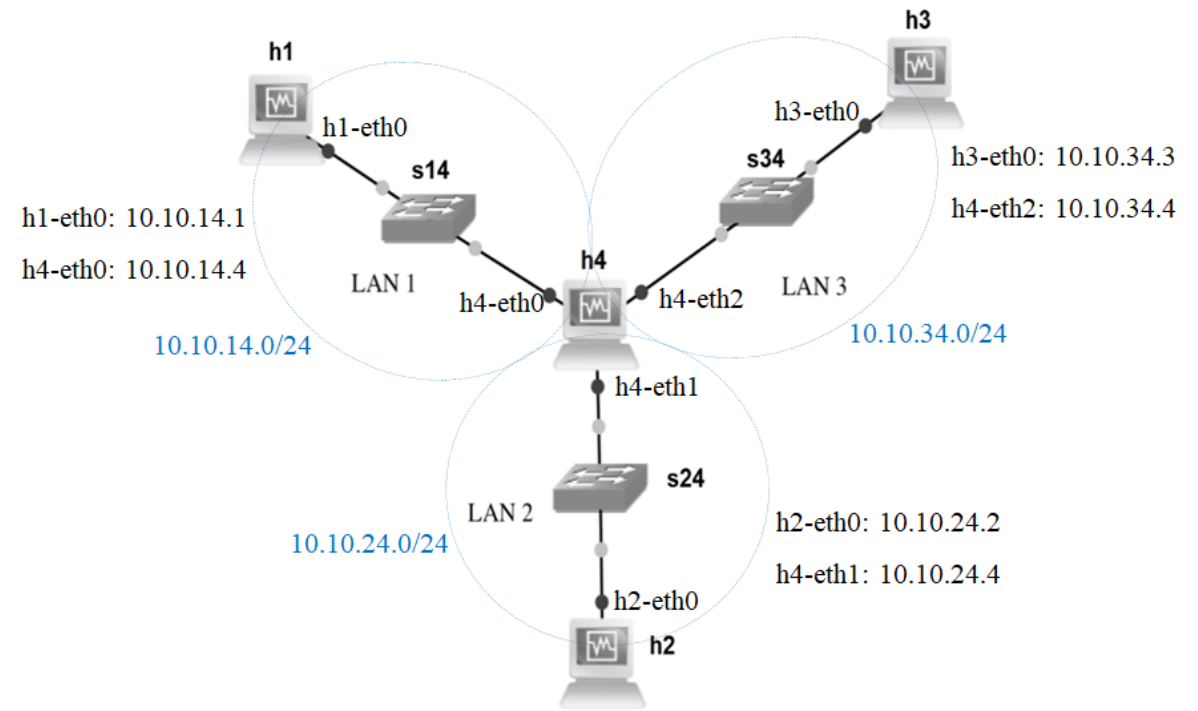 h3
h1
h3-eth0
h1-eth0
s34
h3-eth0: 10.10.34.3
s14
h4-eth2: 10.10.34.4
h1-eth0: 10.10.14.1
h4
h4-eth0: 10.10.14.4
LAN 1
LAN 3
h4-eth0
h4-eth2
10.10.14.0/24
10.10.34.0/24
h4-eth1
s24
LAN 2
h2-eth0: 10.10.24.2
10.10.24.0/24
h4-eth1: 10.10.24.4
h2-eth0
h2